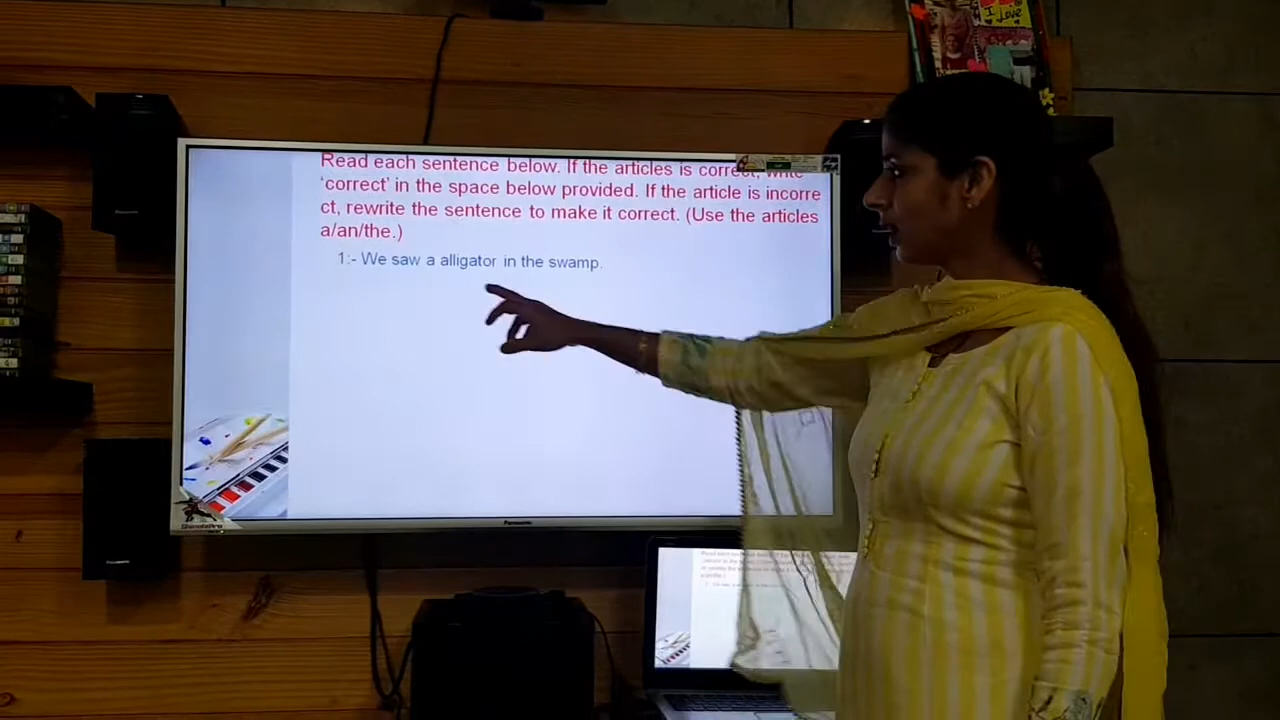 Read each sentence below. If the articles is correct, write
'correct' in the space below provided. If the article is incorre
ct, rewrite the sentence to make it correct. (Use the articles
a/an/the.)
1:- We saw a alligator in the swamp.
Panasonic
I Love